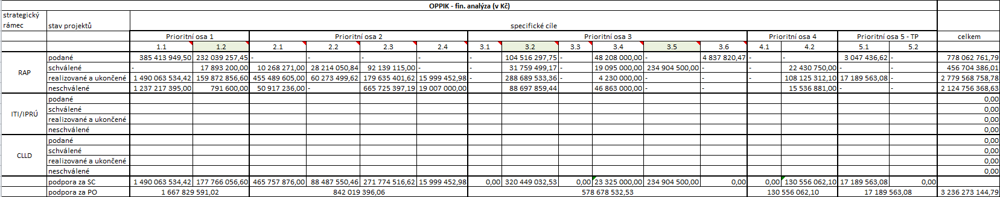 OPPIK - fin. analýza (v Kč)
strategický rámec stav projektů specifické cíle
Prioritní osa 1 Prioritní osa 2 Prioritní osa 3 Prioritní osa 4 Prioritní osa 5 - TP celkem
1.1 1.2 2.1 2.2 2.3 2.4 3.1 3.2 3.3 3.4 3.5 3.6 4.1 4.2 5.1 5.2
RAP
podané 385 413 949,50 232 039 257,45 - - - - - 104 516 297,75 - 48 208 000,00 - 4 837 820,47 - - 3 047 436,62 - 778 062 761,79
schválené - 17 893 200,00 10 268 271,00 28 214 050,84 92 139 115,00 - - 31 759 499,17 - 19 095 000,00 234 904 500,00 - - 22 430 750,00 - - 456 704 386,01
realizované a ukončené 1 490 063 534,42 159 872 856,60 455 489 605,00 60 273 499,62 179 635 401,62 15 999 452,98 - 288 689 533,36 - 4 230 000,00 - - - 108 125 312,10 17 189 563,08 - 2 779 568 758,78
neschválené 1 237 217 395,00 791 600,00 50 917 236,00 - 665 725 397,19 19 007 000,00 - 88 697 859,44 - 46 863 000,00 - - - 15 536 881,00 - - 2 124 756 368,63
ITI/IPRÚ
podané 0,00
schválené 0,00
realizované a ukončené 0,00
neschválené 0,00
CLLD
podané 0,00
schválené 0,00
realizované a ukončené 0,00
neschválené 0,00
podpora za SC 1 490 063 534,42 177 766 056,60 465 757 876,00 88 487 550,46 271 774 516,62 15 999 452,98 0,00 320 449 032,53 0,00 23 325 000,00 234 904 500,00 0,00 0,00 130 556 062,10 17 189 563,08 0,00
podpora za PO 1 667 829 591,02 842 019 396,06 578 678 532,53 130 556 062,10 17 189 563,08 3 236 273 144,79